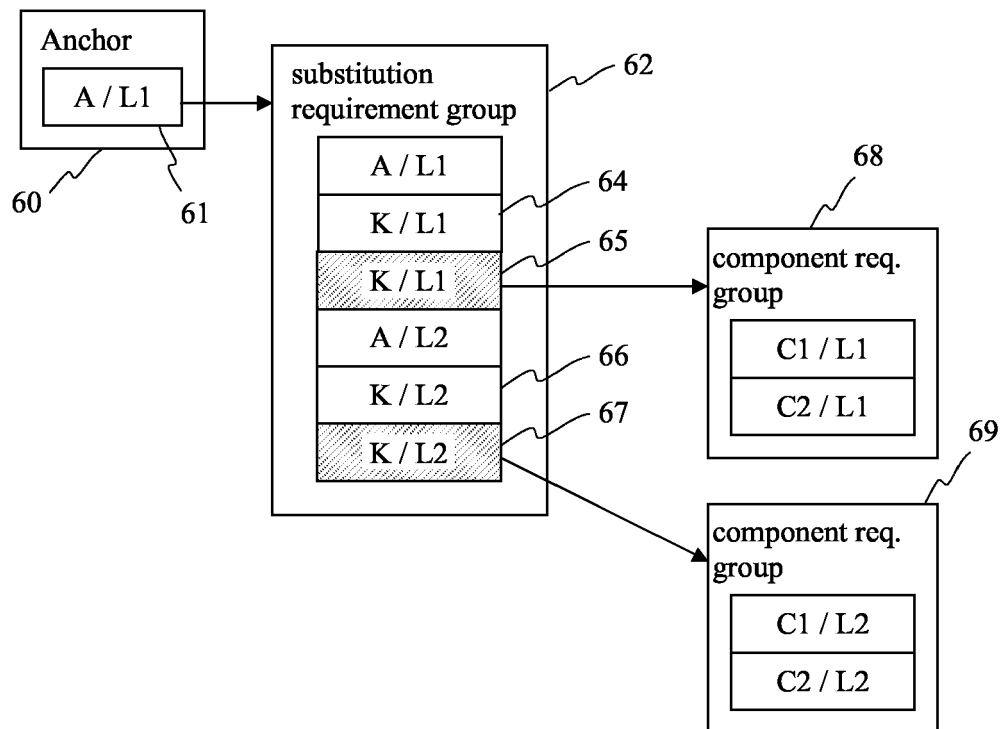 Anchor
A / L1
60
61
substitution
requirement group
62
A / L1
K / L1
64
K / L1
65
A / L2
K / L2
66
K / L2
67
68
component req.
group
C1 / L1
C2 / L1
69
component req.
group
C1 / L2
C2 / L2